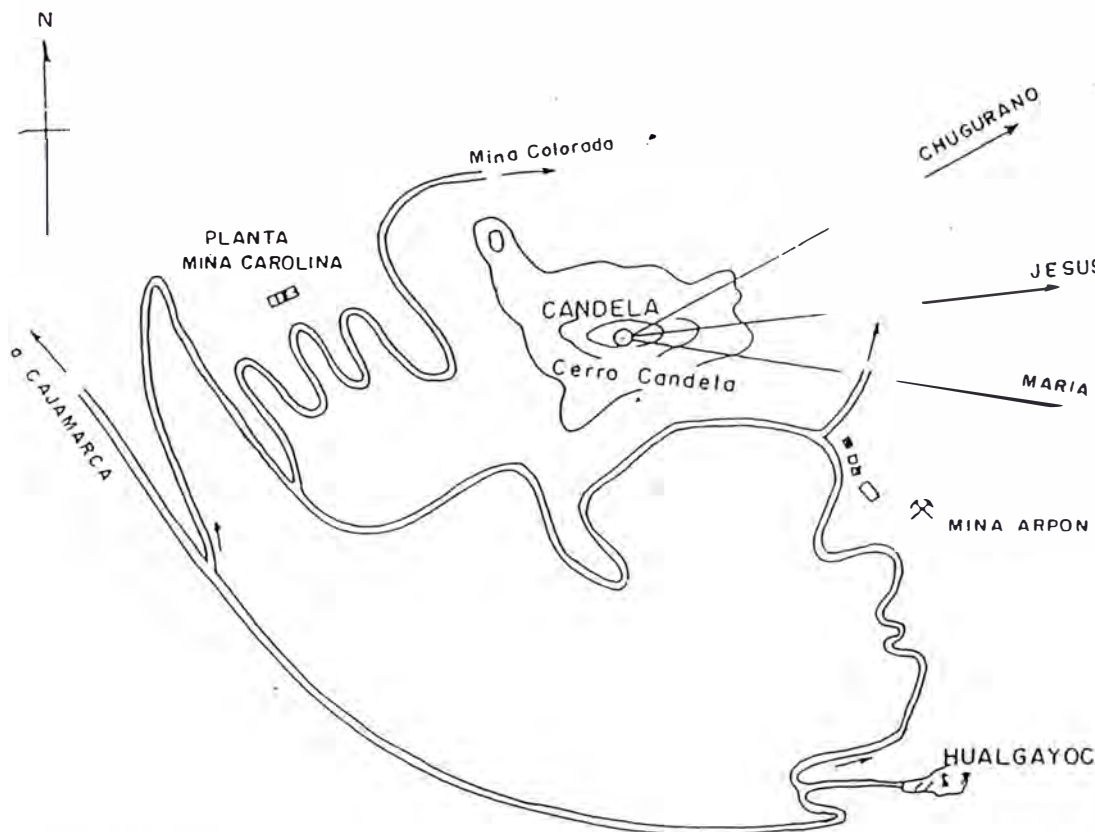 N
CHUGURANO
Mina Colorada
PLANTA
MINA CAROLINA
JESUS
CANDELA
Cerro Candela
MARIA
a CAJAMARCA
MINA ARPON
HUALGAYOC